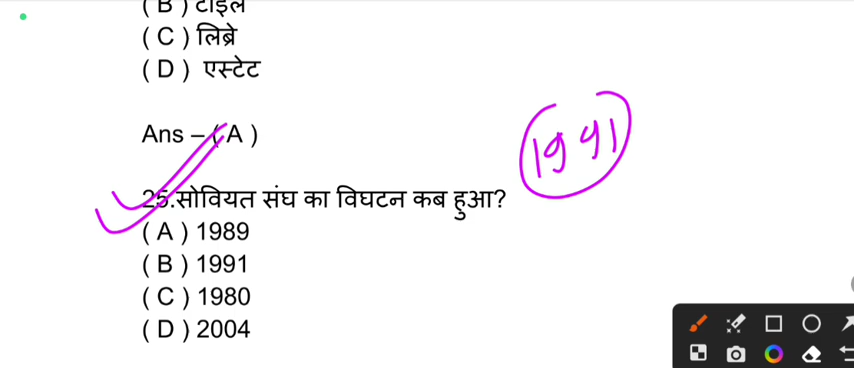 ( B ) टाइल
( C ) लिब्रे
( D ) एस्टेट
Ans – ( A )
1991
25.सोवियत संघ का विघटन कब हुआ?
( A ) 1989
( B ) 1991
( C ) 1980
( D ) 2004